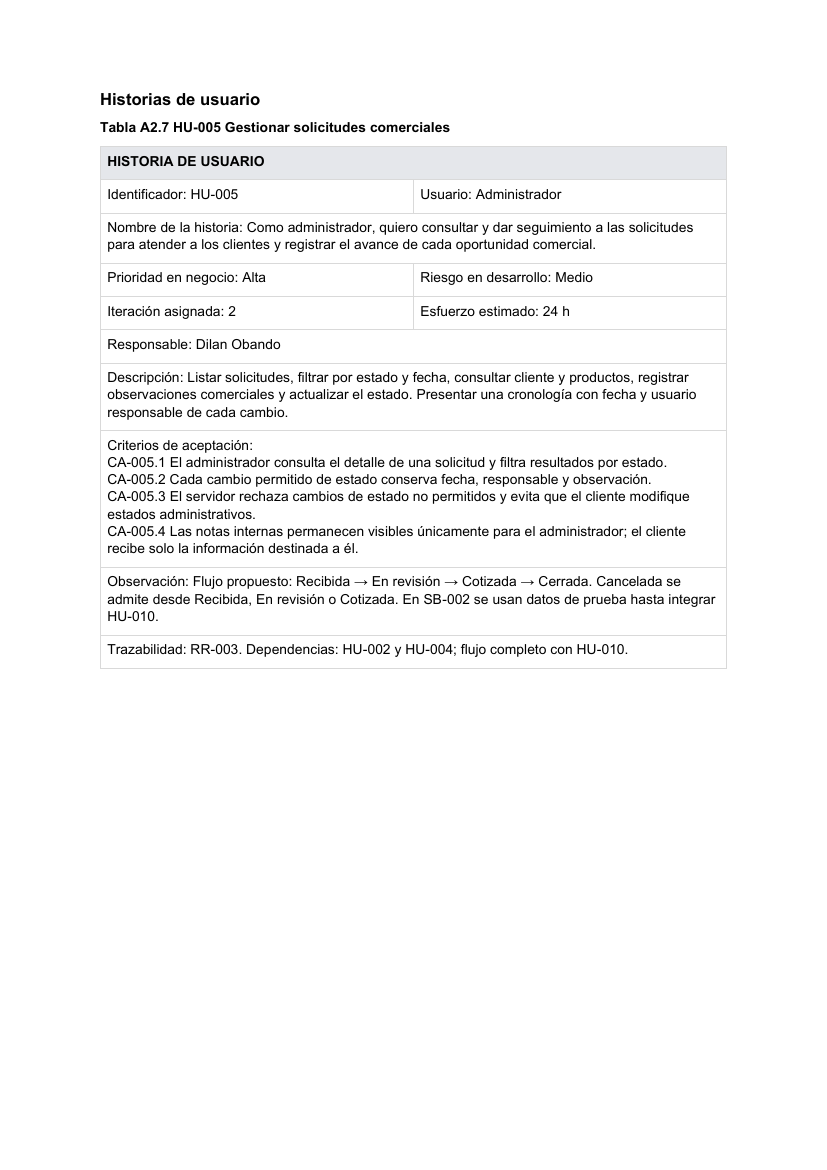 Historias de usuario
Tabla A2.7 HU-005 Gestionar solicitudes comerciales
HISTORIA DE USUARIO
Identificador: HU-005
Usuario: Administrador
Nombre de la historia: Como administrador, quiero consultar y dar seguimiento a las solicitudes
para atender a los clientes y registrar el avance de cada oportunidad comercial.
Prioridad en negocio: Alta
Riesgo en desarrollo: Medio
Iteración asignada: 2
Esfuerzo estimado: 24 h
Responsable: Dilan Obando
Descripción: Listar solicitudes, filtrar por estado y fecha, consultar cliente y productos, registrar
observaciones comerciales y actualizar el estado. Presentar una cronología con fecha y usuario
responsable de cada cambio.
Criterios de aceptación:
CA-005.1 El administrador consulta el detalle de una solicitud y filtra resultados por estado.
CA-005.2 Cada cambio permitido de estado conserva fecha, responsable y observación.
CA-005.3 El servidor rechaza cambios de estado no permitidos y evita que el cliente modifique
estados administrativos.
CA-005.4 Las notas internas permanecen visibles únicamente para el administrador; el cliente
recibe solo la información destinada a él.
Observación: Flujo propuesto: Recibida → En revisión → Cotizada → Cerrada. Cancelada se
admite desde Recibida, En revisión o Cotizada. En SB-002 se usan datos de prueba hasta integrar
HU-010.
Trazabilidad: RR-003. Dependencias: HU-002 y HU-004; flujo completo con HU-010.